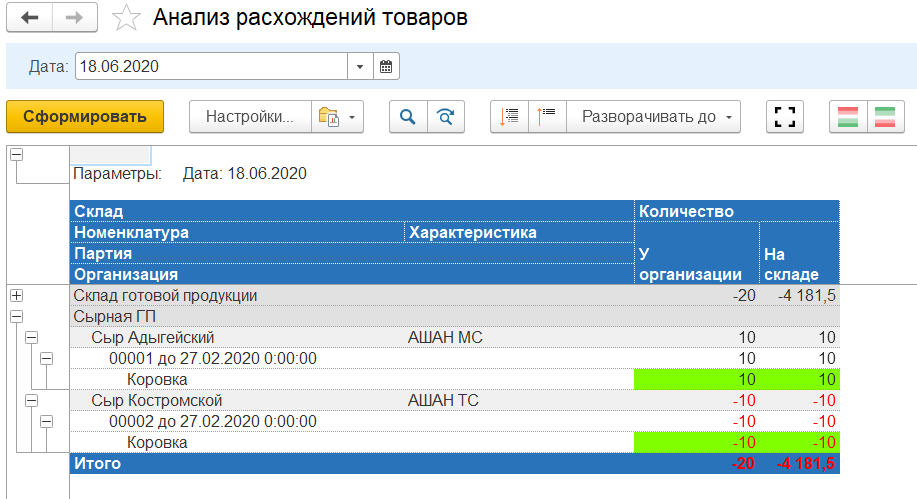 Анализ расхождений товаров
Дата: 18.06.2020
Сформировать Настройки... Разворачивать до
Параметры: Дата: 18.06.2020
Склад Количество
Номенклатура Характеристика
Партия У На
Организация организации складе
Склад готовой продукции -20 -4 181,5
Сырная ГП
Сыр Адыгейский АШАН МС 10 10
00001 до 27.02.2020 0:00:00 10 10
Коровка 10 10
Сыр Костромской АШАН ТС -10 -10
00002 до 27.02.2020 0:00:00 -10 -10
Коровка -10 -10
Итого -20 -4 181,5